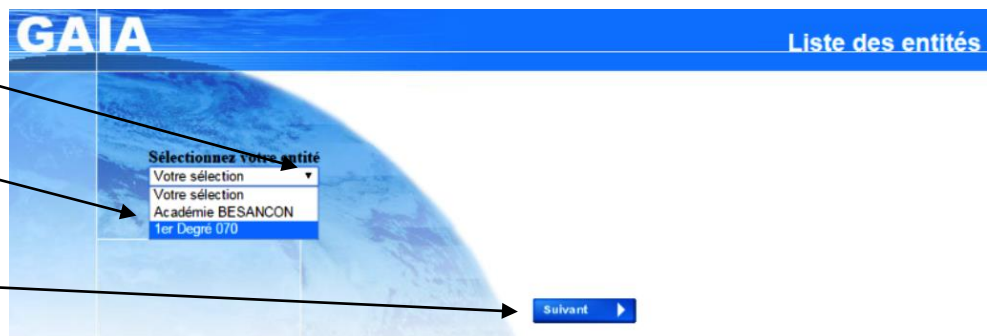 GAIA
Liste des entités
Sélectionnez votre entité
Votre sélection
Votre sélection
Académie BESANCON
1er Degré 070
Suivant